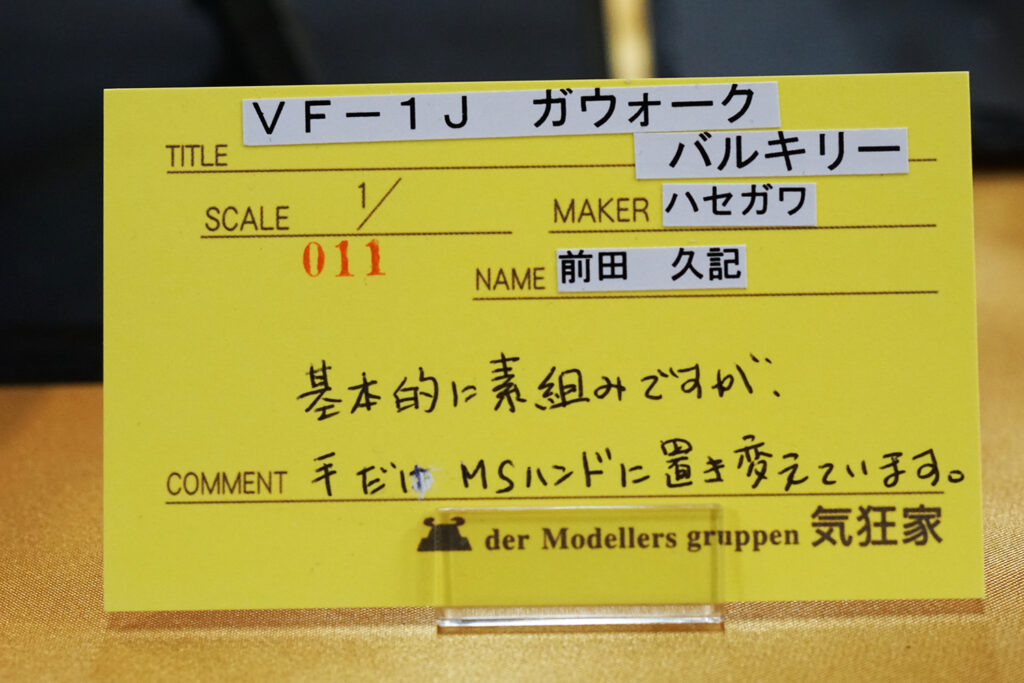 VF-1J ガウォーク
TITLE バルキリー
SCALE 1/ MAKER ハセガワ
011
NAME 前田 久記
基本的に素組みですが、
COMMENT 手だけ MSハンドに置き変えています。
der Modellers gruppen 気狂家